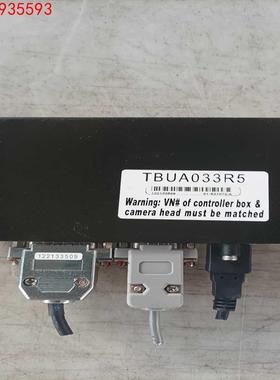 935593
TBUA033R5
Warning: VN# of controller box &
camera head must be matched
122133509